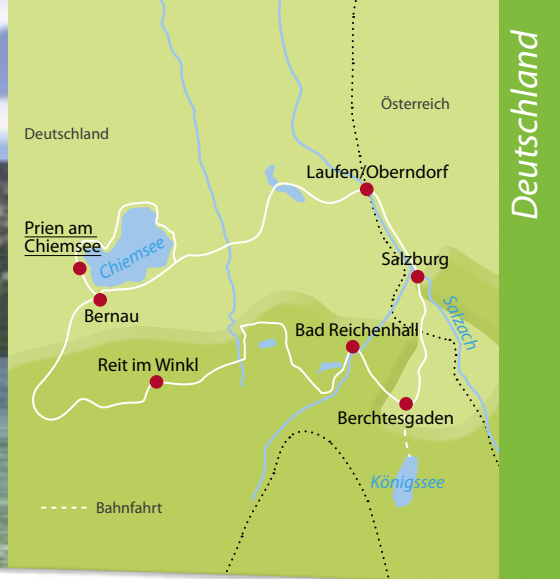 Deutschland
Österreich
Deutschland
Laufen/Oberndorf
Prien am
Chiemsee
Chiemsee
Salzburg
Salzach
Bernau
Bad Reichenhall
Reit im Winkl
Berchtesgaden
Königssee
Bahnfahrt